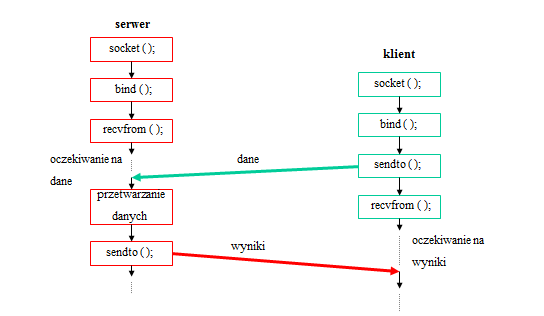 serwer
socket ( );
bind ( );
recvfrom ( );
oczekiwanie na
dane
przetwarzanie
danych
sendto ( );
dane
wyniki
klient
socket ( );
bind ( );
sendto ( );
recvfrom ( );
oczekiwanie na
wyniki